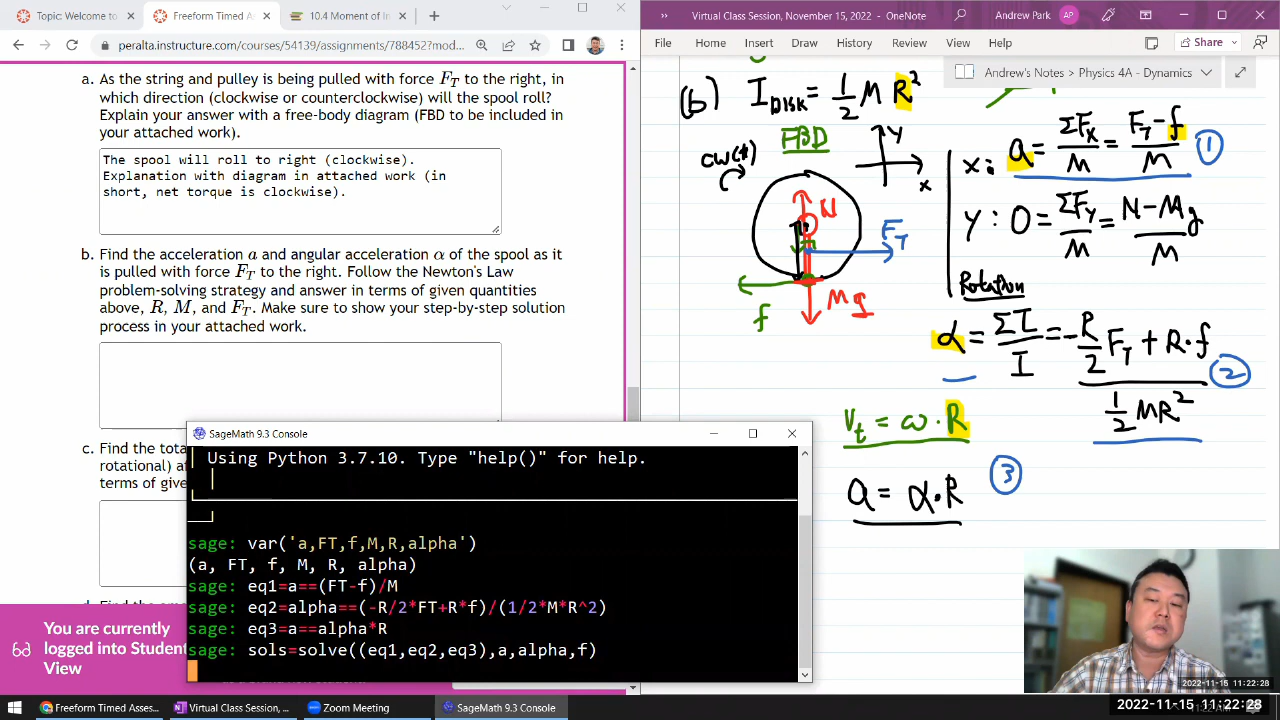 Topic: Welcome to
Freeform Timed A
10.4 Moment of In
peralta.instructure.com/courses/54139/assignments/788452?mod...
a. As the string and pulley is being pulled with force F_T to the right, in
which direction (clockwise or counterclockwise) will the spool roll?
Explain your answer with a free-body diagram (FBD to be included in
your attached work).
The spool will roll to right (clockwise).
Explanation with diagram in attached work (in
short, net torque is clockwise).
b. Find the acceleration a and angular acceleration α of the spool as it
is pulled with force F_T to the right. Follow the Newton's Law
problem-solving strategy and answer in terms of given quantities
above, R, M, and F_T. Make sure to show your step-by-step solution
process in your attached work.
c. Find the tota
rotational) a
terms of give
You are currently
logged into Student
View
SageMath 9.3 Console
Using Python 3.7.10. Type "help()" for help.
sage: var('a,FT,f,M,R,alpha')
(a, FT, f, M, R, alpha)
sage: eq1=a==(FT-f)/M
sage: eq2=alpha==(-R/2*FT+R*f)/(1/2*M*R^2)
sage: eq3=a==alpha*R
sage: sols=solve((eq1,eq2,eq3),a,alpha,f)
Virtual Class Session, November 15, 2022 - OneNote
Andrew Park AP
File Home Insert Draw History Review View Help Share
Andrew's Notes > Physics 4A - Dynamics
(b) I_DISK = 1/2 M R²
FBD
CW(+)
Y
x
N
F_T
f
Mg
x: a = ΣF_x/M = (F_T - f)/M ①
Y: 0 = ΣF_Y/M = (N - Mg)/M
Rotation
α = Στ/I = (-R/2 F_T + R·f)/(1/2 MR²) ②
V_t = ω·R
a = α·R ③
2022-11-15 11:22:28
Freeform Timed Asses...
Virtual Class Session, ...
Zoom Meeting
SageMath 9.3 Console
2022-11-15 11:22:28